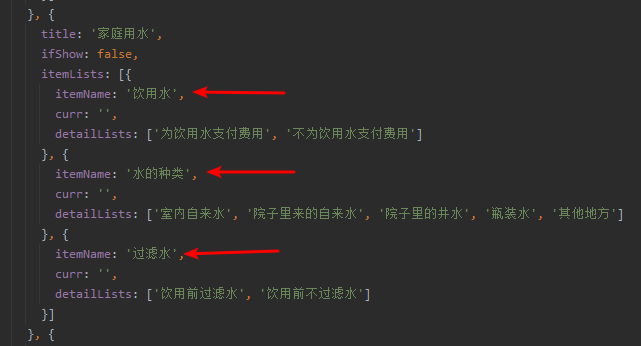 }, {
title: '家庭用水',
ifShow: false,
itemLists: [{
itemName: '饮用水',
curr: '',
detailLists: ['为饮用水支付费用', '不为饮用水支付费用']
}, {
itemName: '水的种类',
curr: '',
detailLists: ['室内自来水', '院子里来的自来水', '院子里的井水', '瓶装水', '其他地方']
}, {
itemName: '过滤水',
curr: '',
detailLists: ['饮用前过滤水', '饮用前不过滤水']
}]
}, {